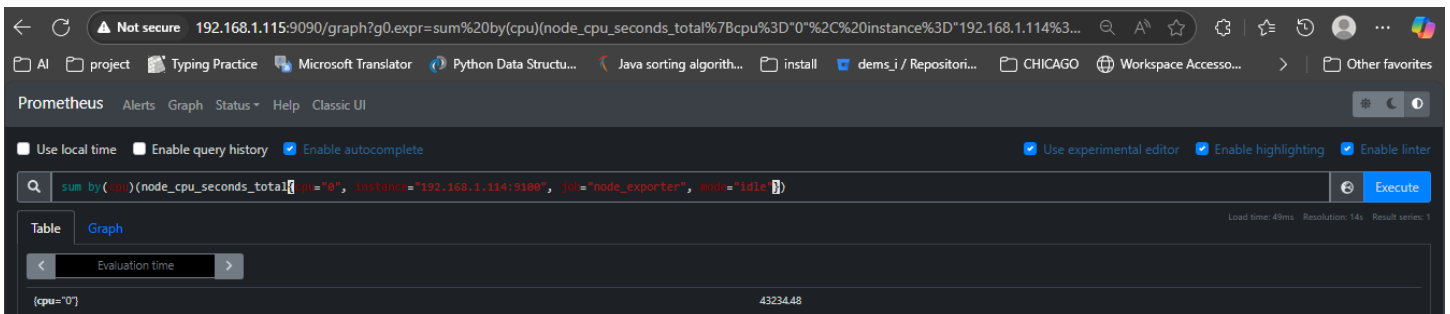 Not secure 192.168.1.115:9090/graph?g0.expr=sum%20by(cpu)(node_cpu_seconds_total%7Bcpu%3D"0"%2C%20instance%3D"192.168.1.114%3...
AI project Typing Practice Microsoft Translator Python Data Structu... Java sorting algorith... install dems_i / Repositori... CHICAGO Workspace Accesso... Other favorites
Prometheus Alerts Graph Status Help Classic UI
Use local time Enable query history Enable autocomplete Use experimental editor Enable highlighting Enable linter
sum by(cpu)(node_cpu_seconds_total{cpu="0", instance="192.168.1.114:9100", job="node_exporter", mode="idle"}) Execute
Load time: 49ms Resolution: 14s Result series: 1
Table Graph
< Evaluation time >
{cpu="0"} 43234.48